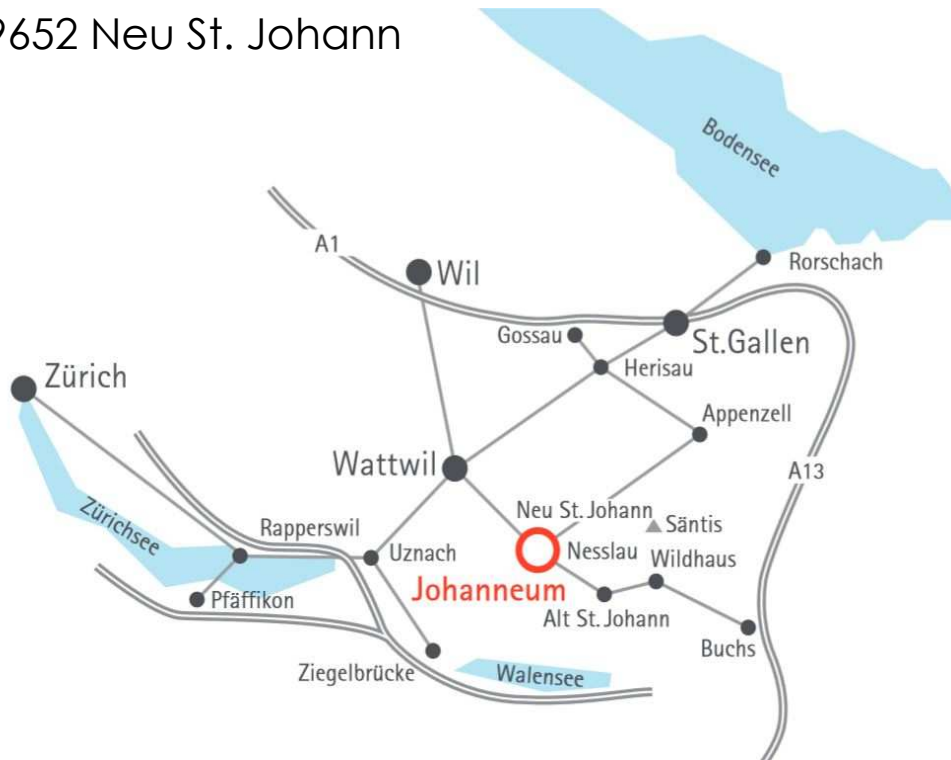 9652 Neu St. Johann
Bodensee
A1
Wil
Rorschach
Gossau
St.Gallen
Herisau
Zürich
Appenzell
Wattwil
A13
Zürichsee
Neu St. Johann
Säntis
Rapperswil
Uznach
Nesslau
Wildhaus
Johanneum
Pfäffikon
Alt St. Johann
Buchs
Ziegelbrücke
Walensee